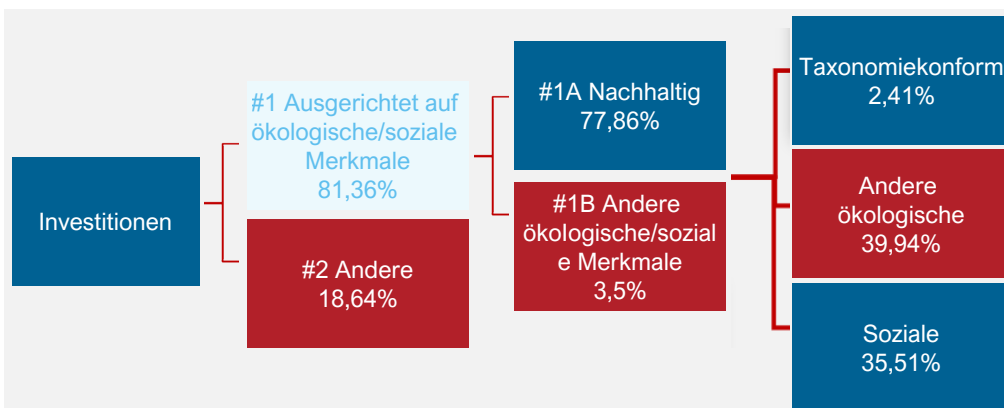 Investitionen
#1 Ausgerichtet auf
ökologische/soziale
Merkmale
81,36%
#2 Andere
18,64%
#1A Nachhaltig
77,86%
#1B Andere
ökologische/sozial
e Merkmale
3,5%
Taxonomiekonform
2,41%
Andere
ökologische
39,94%
Soziale
35,51%